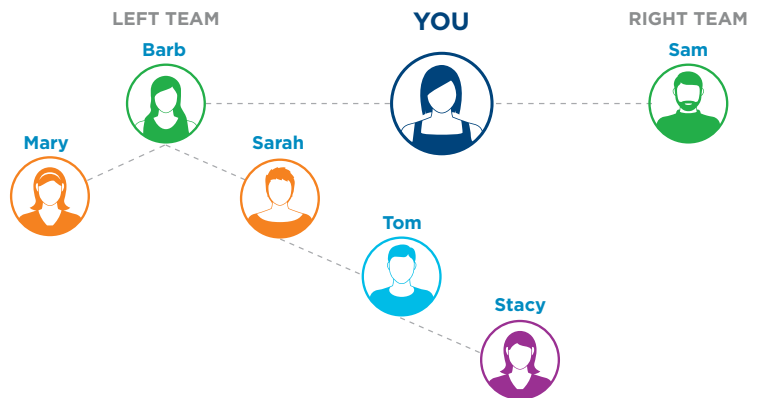 LEFT TEAM
YOU
RIGHT TEAM
Barb
Sam
Mary
Sarah
Tom
Stacy